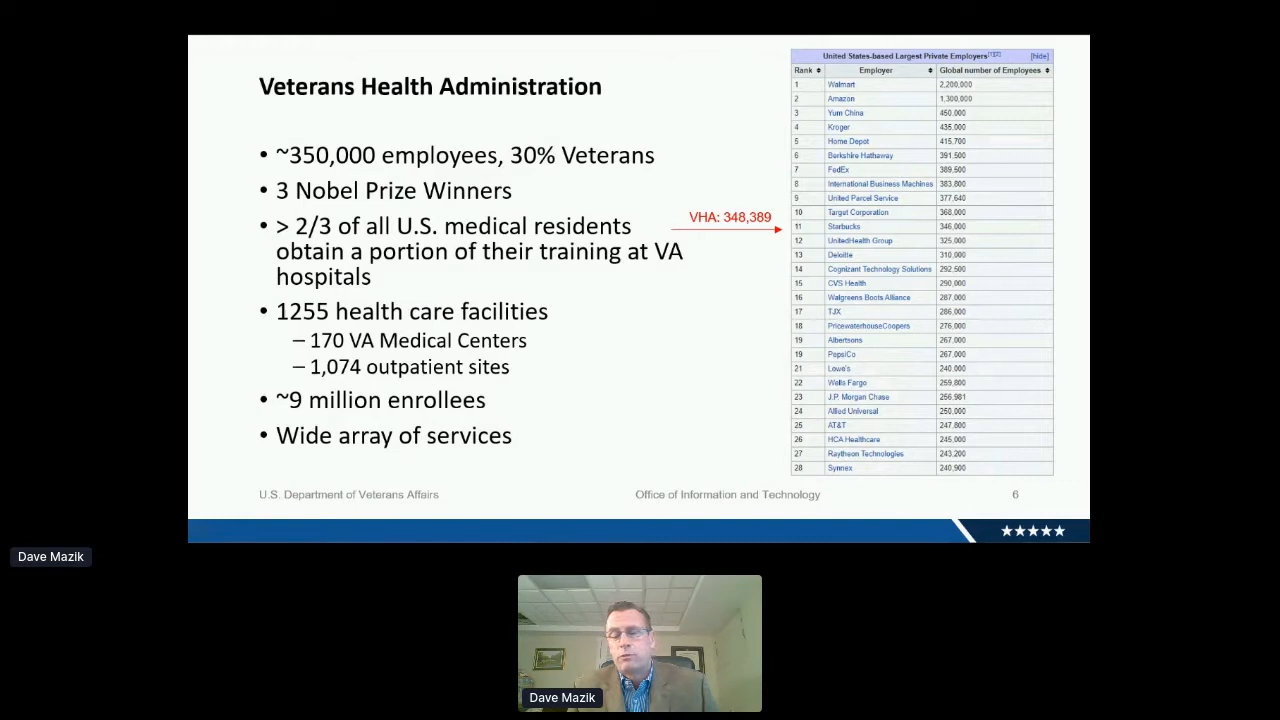 Veterans Health Administration
• ~350,000 employees, 30% Veterans
• 3 Nobel Prize Winners
• > 2/3 of all U.S. medical residents
obtain a portion of their training at VA
hospitals
• 1255 health care facilities
– 170 VA Medical Centers
– 1,074 outpatient sites
• ~9 million enrollees
• Wide array of services
VHA: 348,389
United States-based Largest Private Employers[1][2] [hide]
Rank Employer Global number of Employees
1 Walmart 2,200,000
2 Amazon 1,300,000
3 Yum China 450,000
4 Kroger 435,000
5 Home Depot 415,700
6 Berkshire Hathaway 391,500
7 FedEx 389,500
8 International Business Machines 383,800
9 United Parcel Service 377,640
10 Target Corporation 368,000
11 Starbucks 346,000
12 UnitedHealth Group 325,000
13 Deloitte 310,000
14 Cognizant Technology Solutions 292,500
15 CVS Health 290,000
16 Walgreens Boots Alliance 287,000
17 TJX 286,000
18 PricewaterhouseCoopers 276,000
19 Albertsons 267,000
19 PepsiCo 267,000
21 Lowe's 240,000
22 Wells Fargo 259,800
23 J.P. Morgan Chase 256,981
24 Allied Universal 250,000
25 AT&T 247,800
26 HCA Healthcare 245,000
27 Raytheon Technologies 243,200
28 Synnex 240,900
U.S. Department of Veterans Affairs
Office of Information and Technology
6
Dave Mazik
Dave Mazik